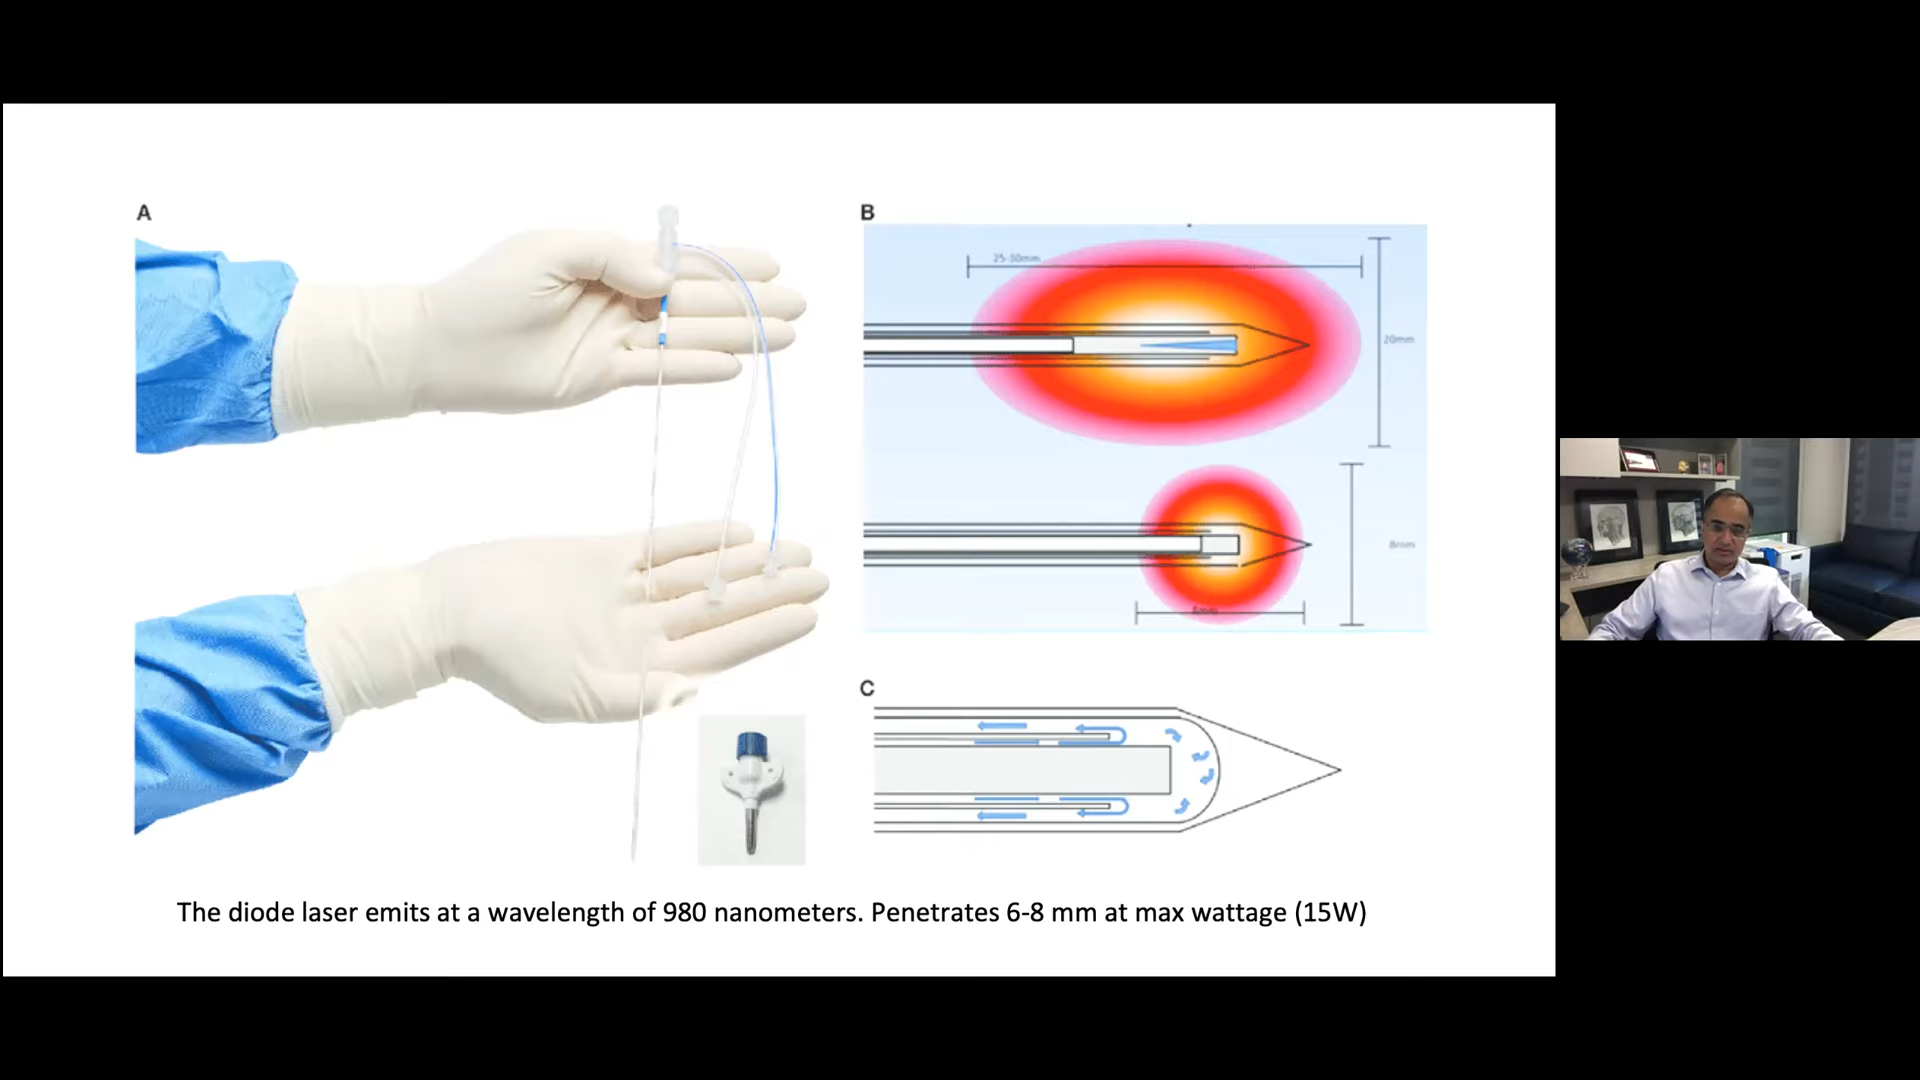 A
B
25-30mm
20mm
8mm
C
The diode laser emits at a wavelength of 980 nanometers. Penetrates 6-8 mm at max wattage (15W)